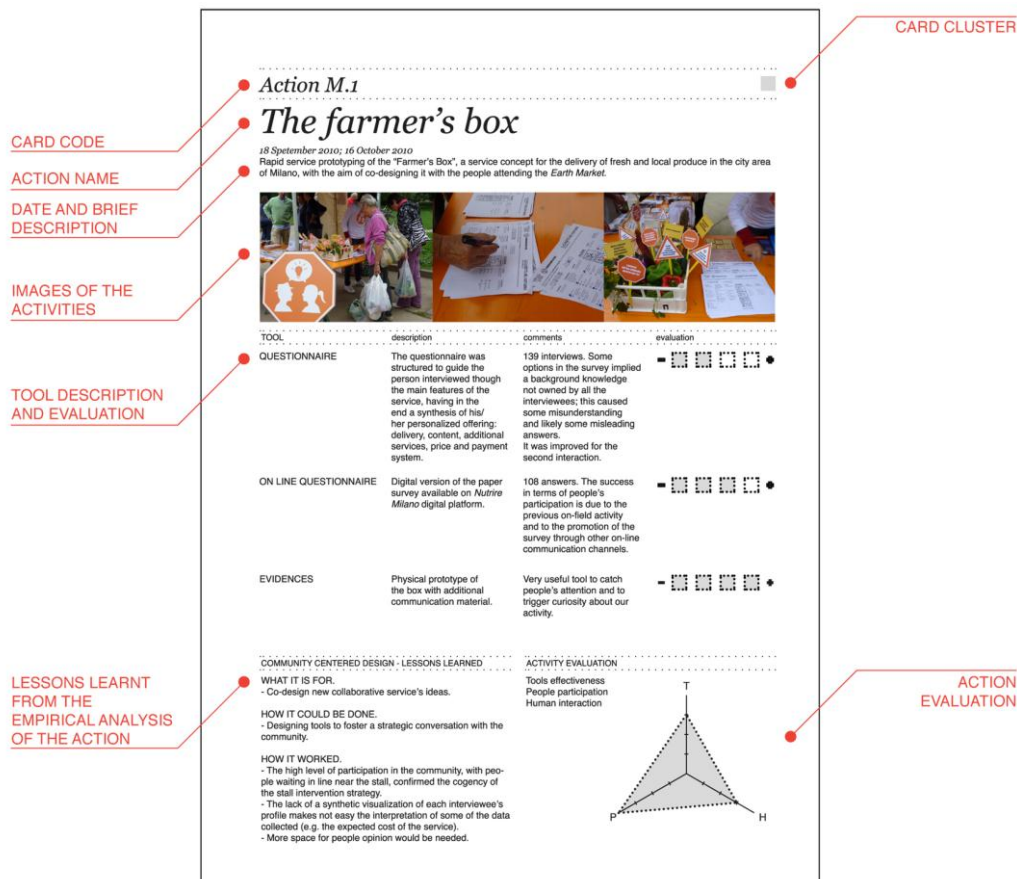 CARD CLUSTER
Action M.1
The farmer's box
CARD CODE
18 Spetember 2010; 16 October 2010
Rapid service prototyping of the "Farmer's Box", a service concept for the delivery of fresh and local produce in the city area
of Milano, with the aim of co-designing it with the people attending the Earth Market.
ACTION NAME
DATE AND BRIEF
DESCRIPTION
IMAGES OF THE
ACTIVITIES
TOOL description comments evaluation
TOOL DESCRIPTION
AND EVALUATION
QUESTIONNAIRE
The questionnaire was
structured to guide the
person interviewed though
the main features of the
service, having in the
end a synthesis of his/
her personalized offering:
delivery, content, additional
services, price and payment
system.
139 interviews. Some
options in the survey implied
a background knowledge
not owned by all the
interviewees; this caused
some misunderstanding
and likely some misleading
answers.
It was improved for the
second interaction.
- +
ON LINE QUESTIONNAIRE
Digital version of the paper
survey available on Nutrire
Milano digital platform.
108 answers. The success
in terms of people's
participation is due to the
previous on-field activity
and to the promotion of the
survey through other on-line
communication channels.
- +
EVIDENCES
Physical prototype of
the box with additional
communication material.
Very useful tool to catch
people's attention and to
trigger curiosity about our
activity.
- +
LESSONS LEARNT
FROM THE
EMPIRICAL ANALYSIS
OF THE ACTION
COMMUNITY CENTERED DESIGN - LESSONS LEARNED
WHAT IT IS FOR.
- Co-design new collaborative service's ideas.
HOW IT COULD BE DONE.
- Designing tools to foster a strategic conversation with the
community.
HOW IT WORKED.
- The high level of participation in the community, with peo-
ple waiting in line near the stall, confirmed the cogency of
the stall intervention strategy.
- The lack of a synthetic visualization of each interviewee's
profile makes not easy the interpretation of some of the data
collected (e.g. the expected cost of the service).
- More space for people opinion would be needed.
ACTIVITY EVALUATION
Tools effectiveness
People participation
Human interaction
T
P
H
ACTION
EVALUATION